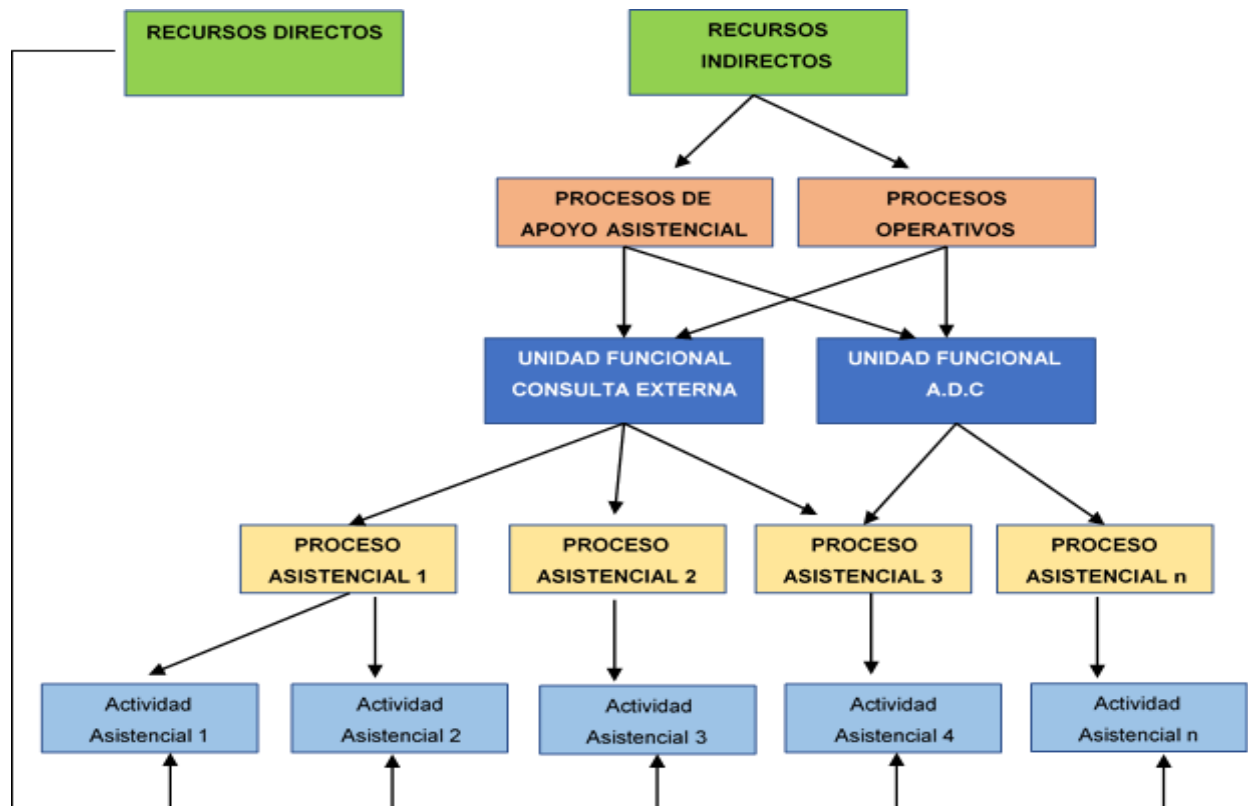 RECURSOS DIRECTOS
RECURSOS
INDIRECTOS
PROCESOS DE
APOYO ASISTENCIAL
PROCESOS
OPERATIVOS
UNIDAD FUNCIONAL
CONSULTA EXTERNA
UNIDAD FUNCIONAL
A.D.C
PROCESO
ASISTENCIAL 1
PROCESO
ASISTENCIAL 2
PROCESO
ASISTENCIAL 3
PROCESO
ASISTENCIAL n
Actividad
Asistencial 1
Actividad
Asistencial 2
Actividad
Asistencial 3
Actividad
Asistencial 4
Actividad
Asistencial n